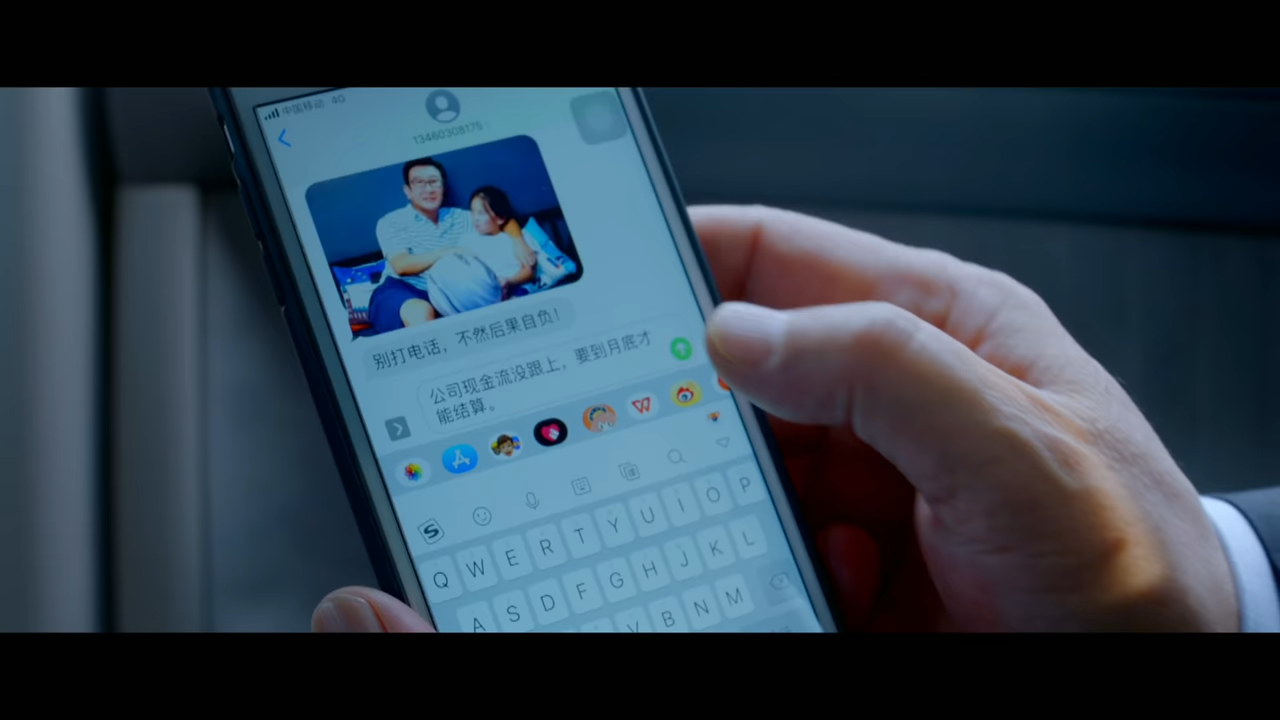 中国移动 4G
13460308175
别打电话，不然后果自负！
公司现金流没跟上，要到月底才
能结算。
Q W E R T Y U I O P
A S D F G H J K L
V B N M